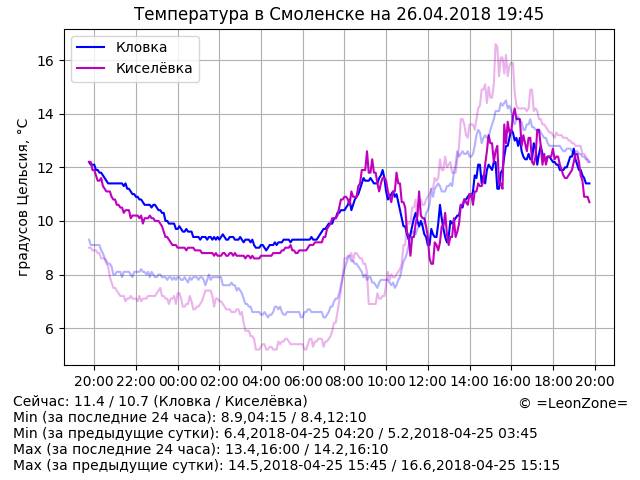 Температура в Смоленске на 26.04.2018 19:45
Кловка
Киселёвка
градусов Цельсия, °C
16
14
12
10
8
6
20:00 22:00 00:00 02:00 04:00 06:00 08:00 10:00 12:00 14:00 16:00 18:00 20:00
Сейчас: 11.4 / 10.7 (Кловка / Киселёвка)
© =LeonZone=
Min (за последние 24 часа): 8.9,04:15 / 8.4,12:10
Min (за предыдущие сутки): 6.4,2018-04-25 04:20 / 5.2,2018-04-25 03:45
Max (за последние 24 часа): 13.4,16:00 / 14.2,16:10
Max (за предыдущие сутки): 14.5,2018-04-25 15:45 / 16.6,2018-04-25 15:15